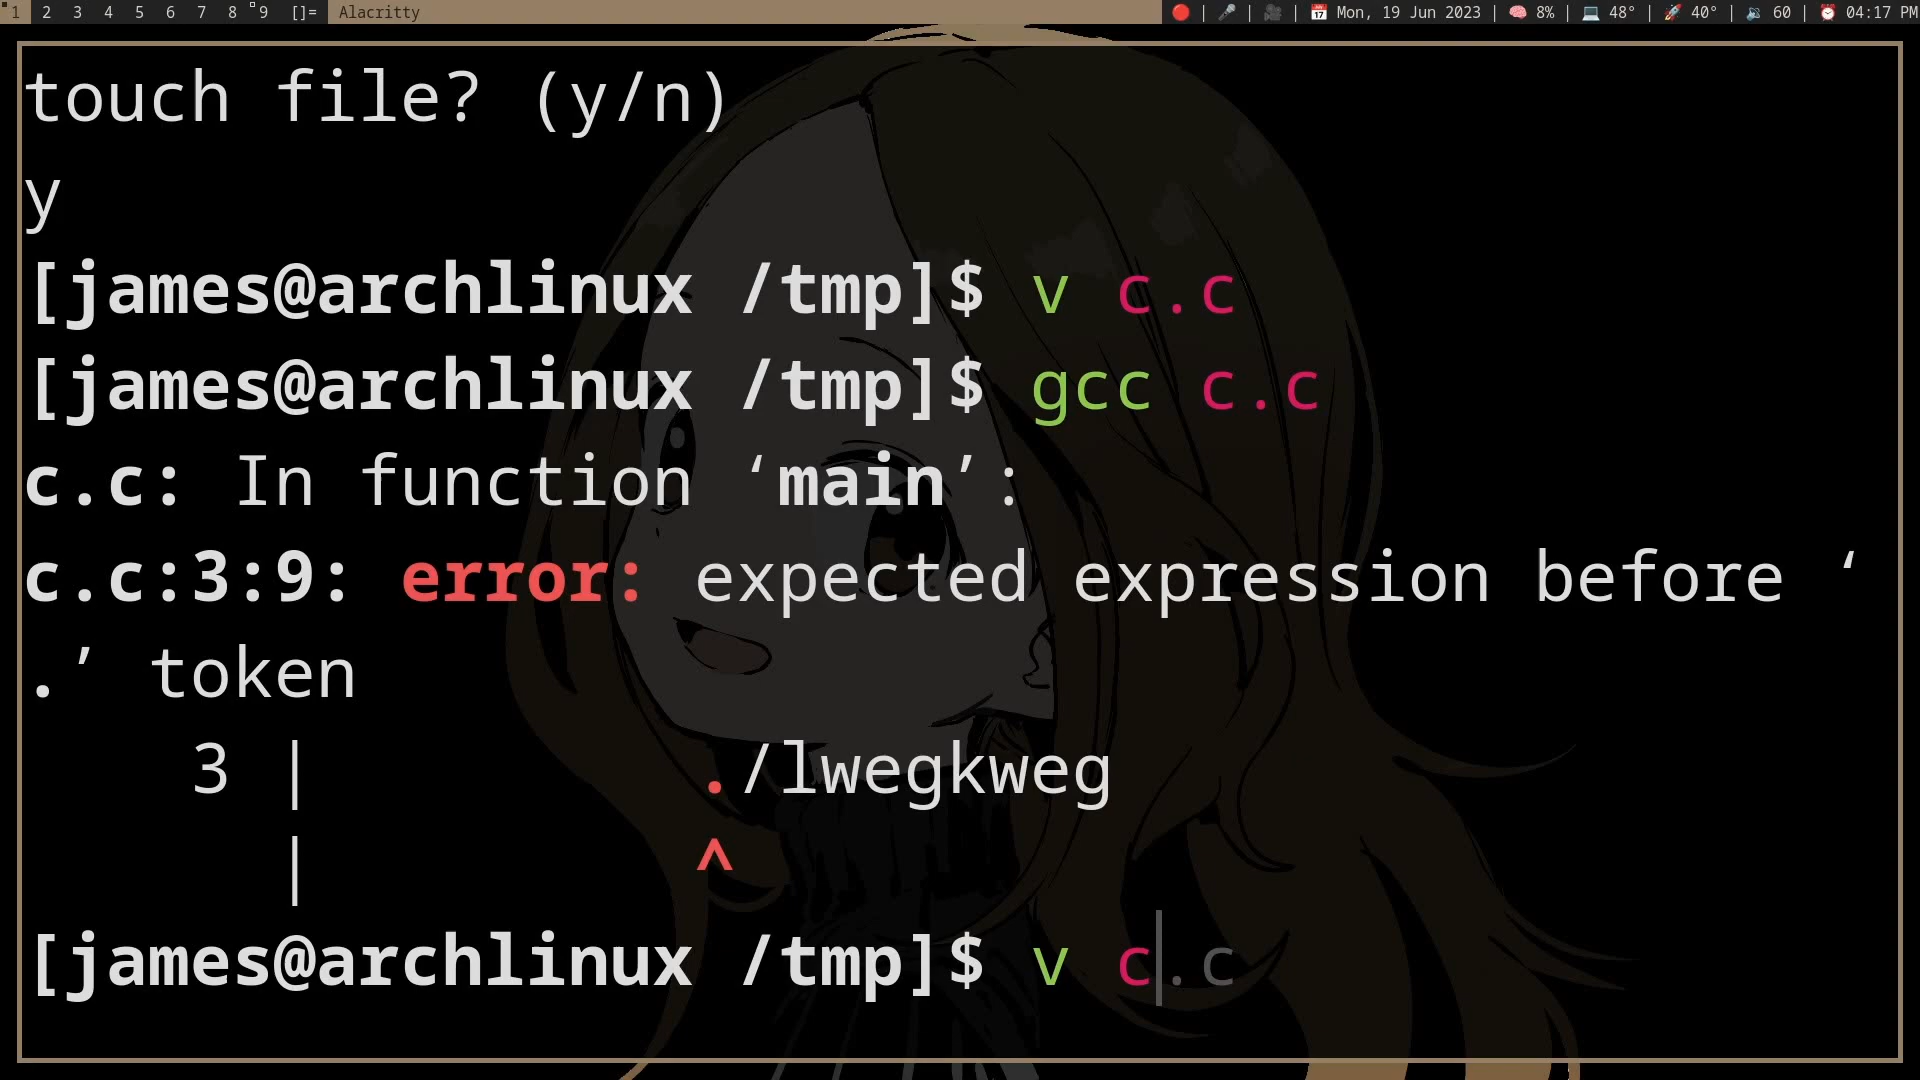 1 2 3 4 5 6 7 8 9 []= Alacritty 🔴 | 🎤 | 🎥 | 📅 Mon, 19 Jun 2023 | 🧠 8% | 💻 48° | 🚀 40° | 🔉 60 | ⏰ 04:17 PM
touch file? (y/n)
y
[james@archlinux /tmp]$ v c.c
[james@archlinux /tmp]$ gcc c.c
c.c: In function ‘main’:
c.c:3:9: error: expected expression before ‘
.’ token
3 | ./lwegkweg
| ^
[james@archlinux /tmp]$ v c.c